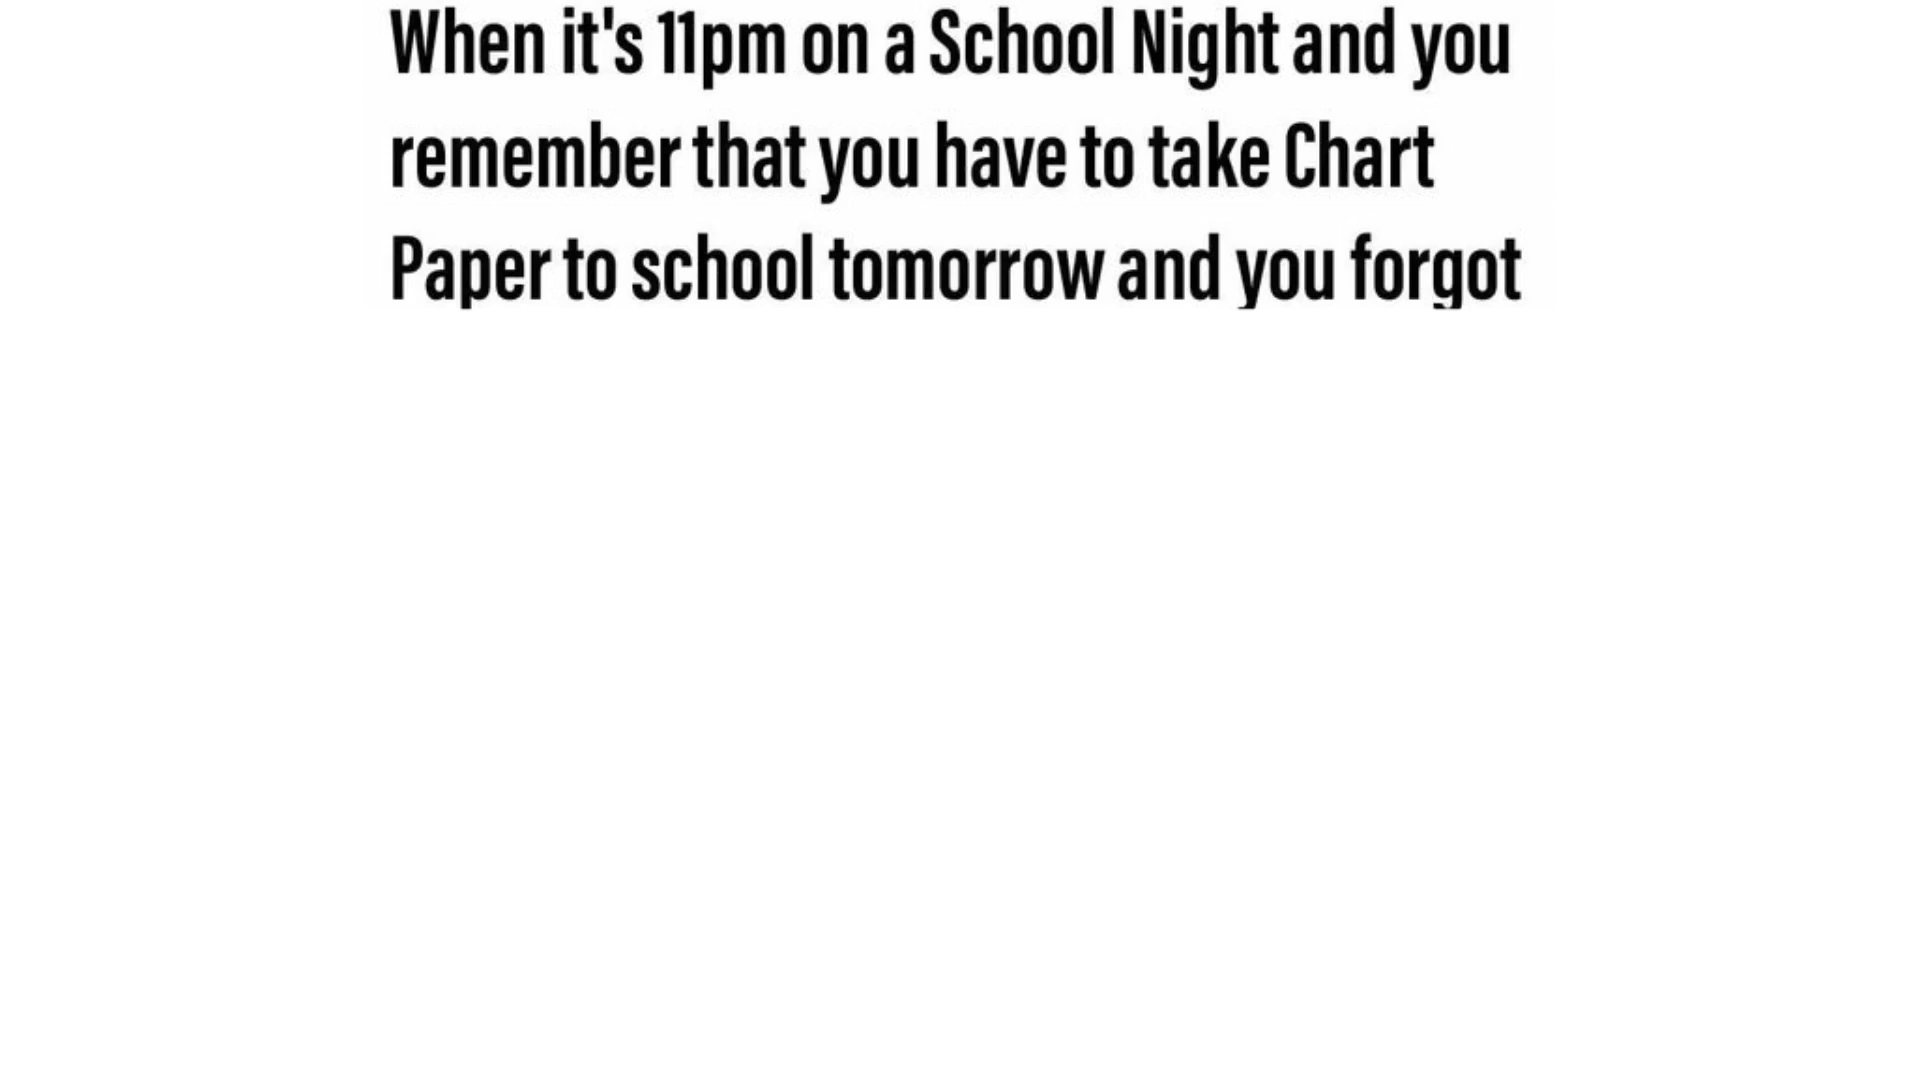 When it's 11pm on a School Night and you
remember that you have to take Chart
Paper to school tomorrow and you forgot